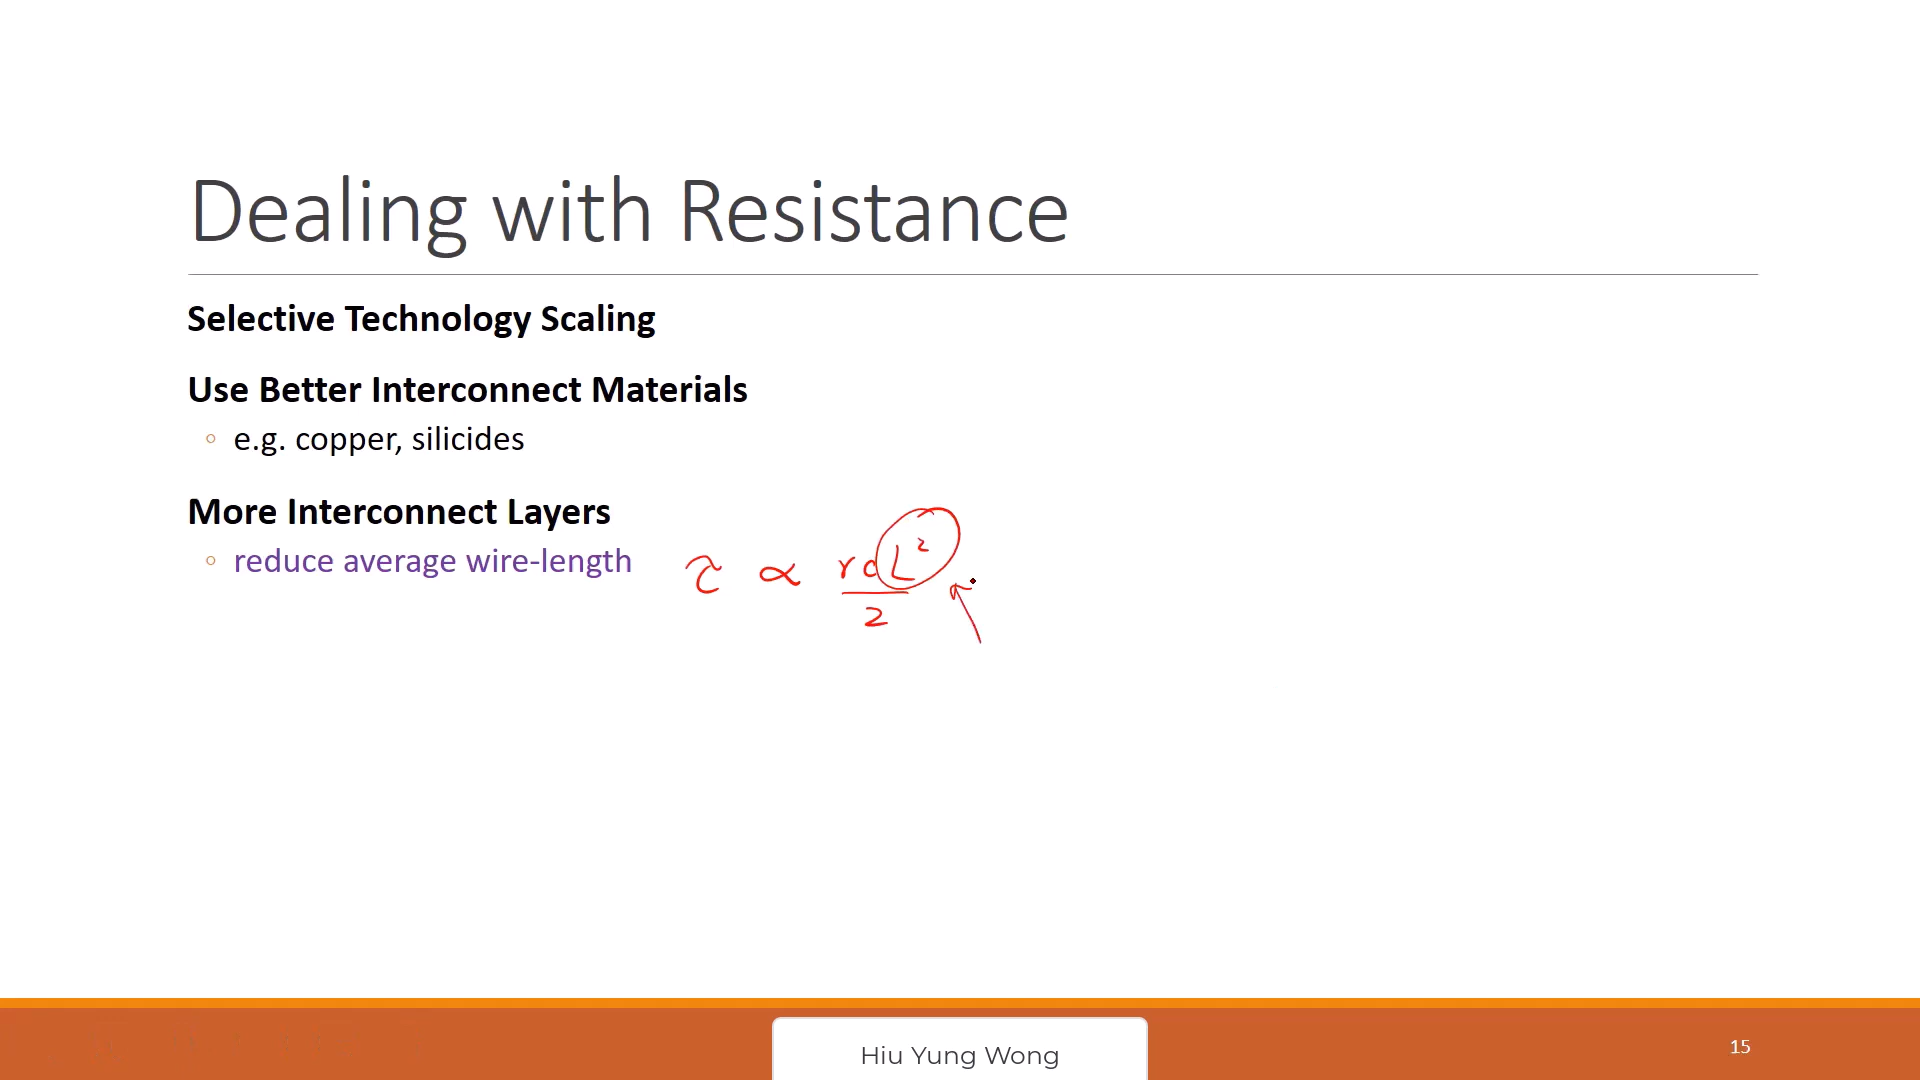 Dealing with Resistance
Selective Technology Scaling
Use Better Interconnect Materials
◦ e.g. copper, silicides
More Interconnect Layers
◦ reduce average wire-length
τ ∝ rcL²
2
Hiu Yung Wong
15